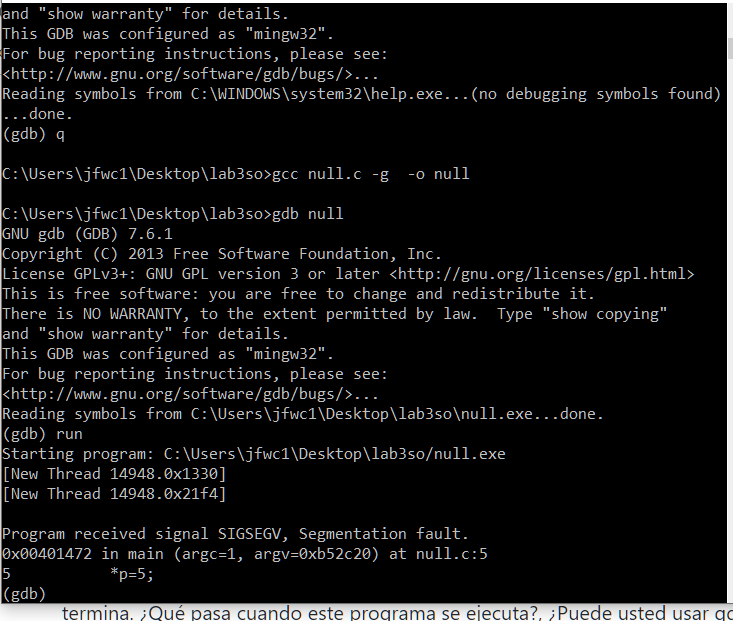 and "show warranty" for details.
This GDB was configured as "mingw32".
For bug reporting instructions, please see:
<http://www.gnu.org/software/gdb/bugs/>...
Reading symbols from C:\WINDOWS\system32\help.exe...(no debugging symbols found)
...done.
(gdb) q
C:\Users\jfwc1\Desktop\lab3so>gcc null.c -g  -o null
C:\Users\jfwc1\Desktop\lab3so>gdb null
GNU gdb (GDB) 7.6.1
Copyright (C) 2013 Free Software Foundation, Inc.
License GPLv3+: GNU GPL version 3 or later <http://gnu.org/licenses/gpl.html>
This is free software: you are free to change and redistribute it.
There is NO WARRANTY, to the extent permitted by law.  Type "show copying"
and "show warranty" for details.
This GDB was configured as "mingw32".
For bug reporting instructions, please see:
<http://www.gnu.org/software/gdb/bugs/>...
Reading symbols from C:\Users\jfwc1\Desktop\lab3so\null.exe...done.
(gdb) run
Starting program: C:\Users\jfwc1\Desktop\lab3so/null.exe
[New Thread 14948.0x1330]
[New Thread 14948.0x21f4]
Program received signal SIGSEGV, Segmentation fault.
0x00401472 in main (argc=1, argv=0xb52c20) at null.c:5
5           *p=5;
(gdb)
termina. ¿Qué pasa cuando este programa se ejecuta?, ¿Puede usted usar